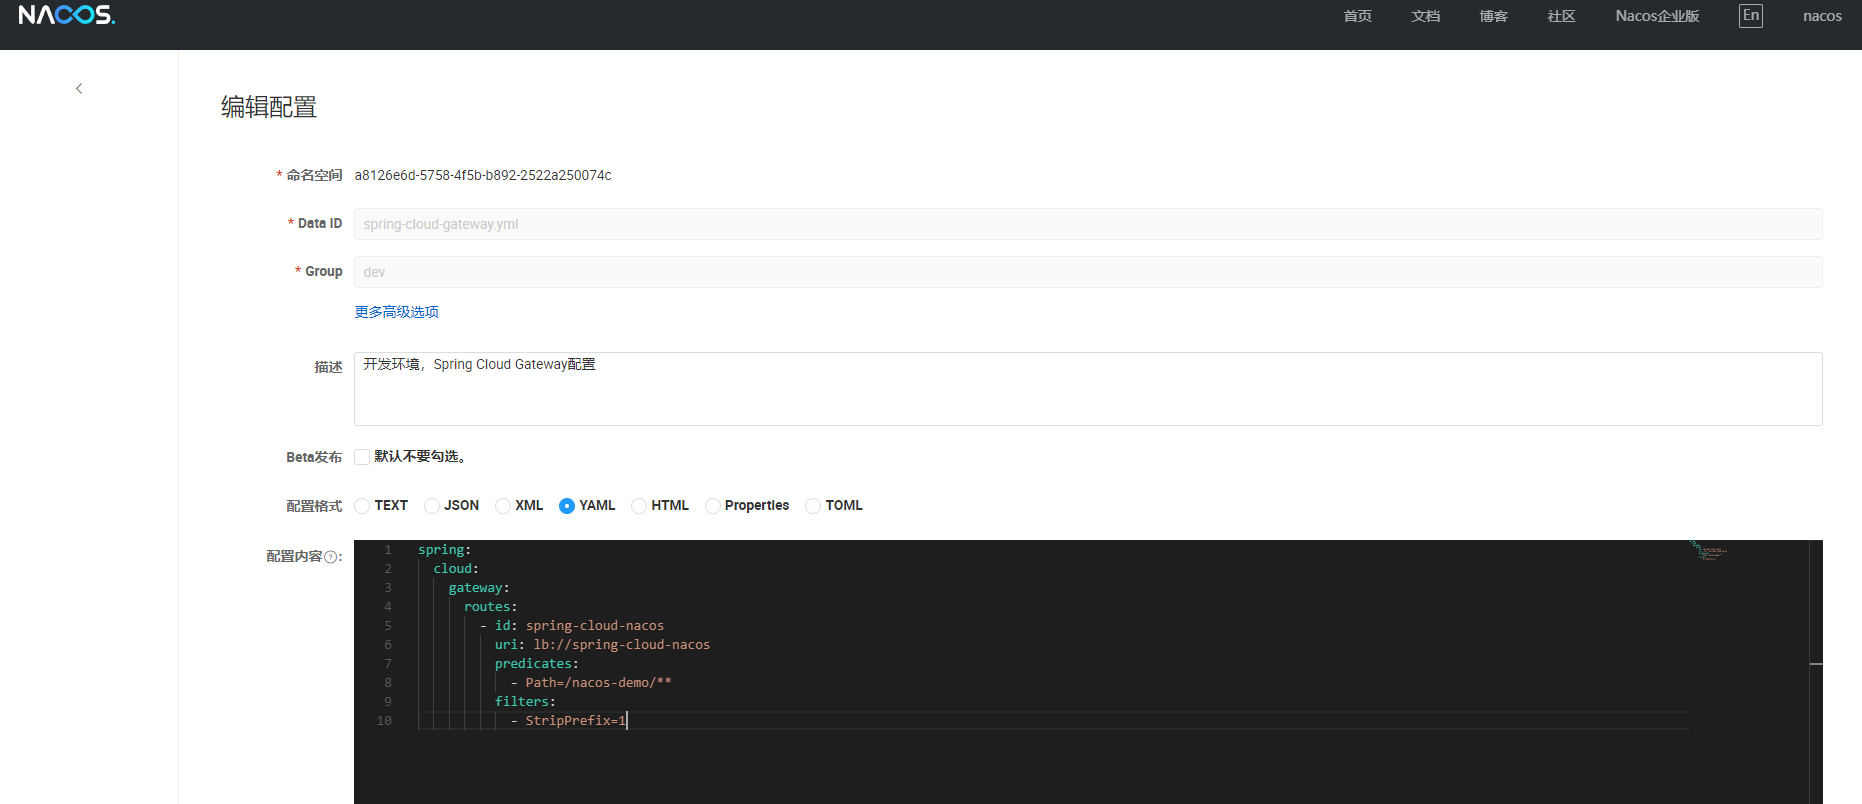 NACOS.
首页 文档 博客 社区 Nacos企业版 En nacos
编辑配置
* 命名空间 a8126e6d-5758-4f5b-b892-2522a250074c
* Data ID spring-cloud-gateway.yml
* Group dev
更多高级选项
描述 开发环境，Spring Cloud Gateway配置
Beta发布 默认不要勾选。
配置格式 TEXT JSON XML YAML HTML Properties TOML
配置内容?:
1 spring:
2 cloud:
3 gateway:
4 routes:
5 - id: spring-cloud-nacos
6 uri: lb://spring-cloud-nacos
7 predicates:
8 - Path=/nacos-demo/**
9 filters:
10 - StripPrefix=1